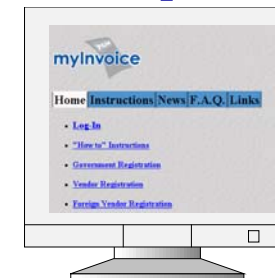 myInvoice
Home Instructions News F.A.Q. Links
Log-In
"How to" Instructions
Government Registration
Vendor Registration
Foreign Vendor Registration